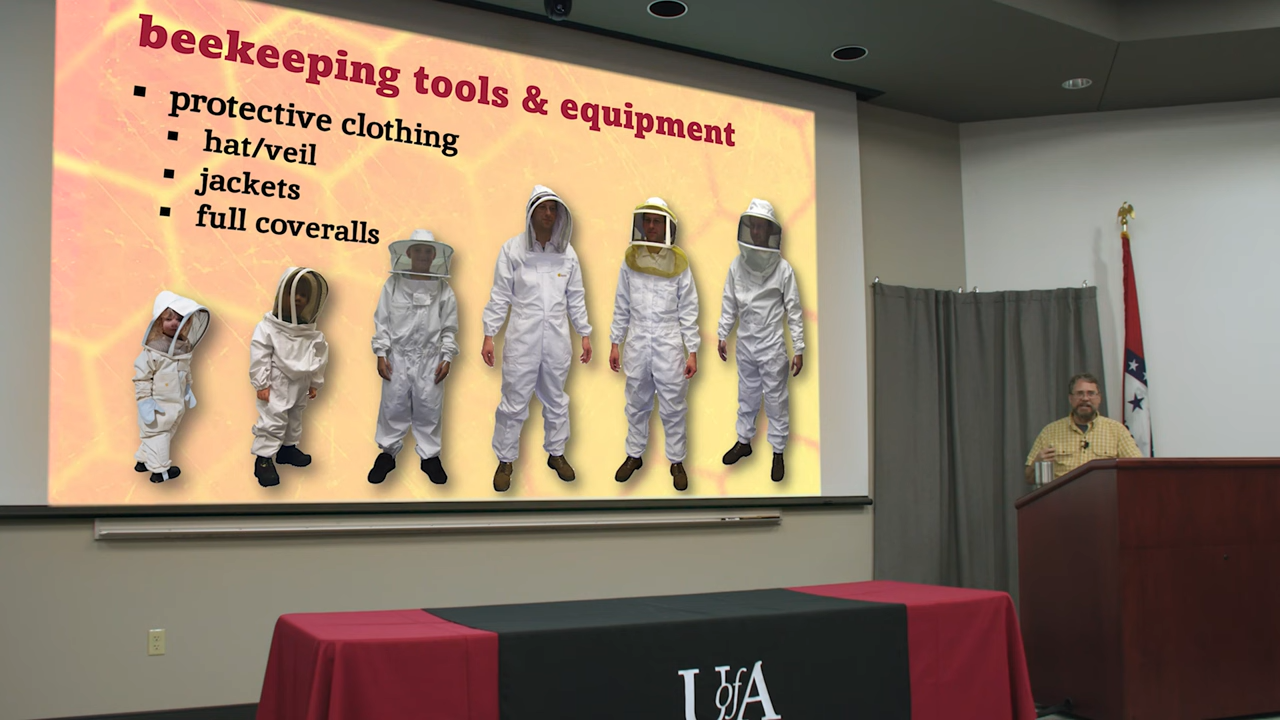 beekeeping tools & equipment
▪ protective clothing
▪ hat/veil
▪ jackets
▪ full coveralls
UofA